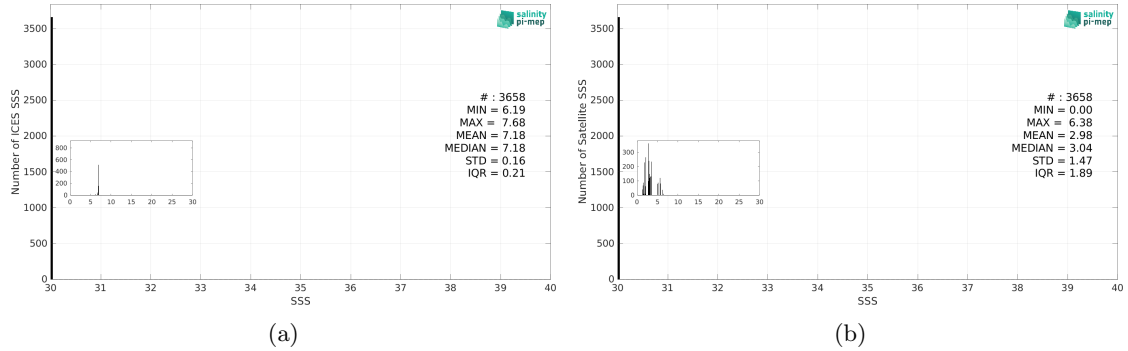 salinity
pi-mep
3500
3000
2500
2000
1500
1000
500
0
Number of ICES SSS
# : 3658
MIN = 6.19
MAX = 7.68
MEAN = 7.18
MEDIAN = 7.18
STD = 0.16
IQR = 0.21
800
600
400
200
0
0 5 10 15 20 25 30
30 31 32 33 34 35 36 37 38 39 40
SSS
(a)
salinity
pi-mep
3500
3000
2500
2000
1500
1000
500
0
Number of Satellite SSS
# : 3658
MIN = 0.00
MAX = 6.38
MEAN = 2.98
MEDIAN = 3.04
STD = 1.47
IQR = 1.89
300
200
100
0
0 5 10 15 20 25 30
30 31 32 33 34 35 36 37 38 39 40
SSS
(b)